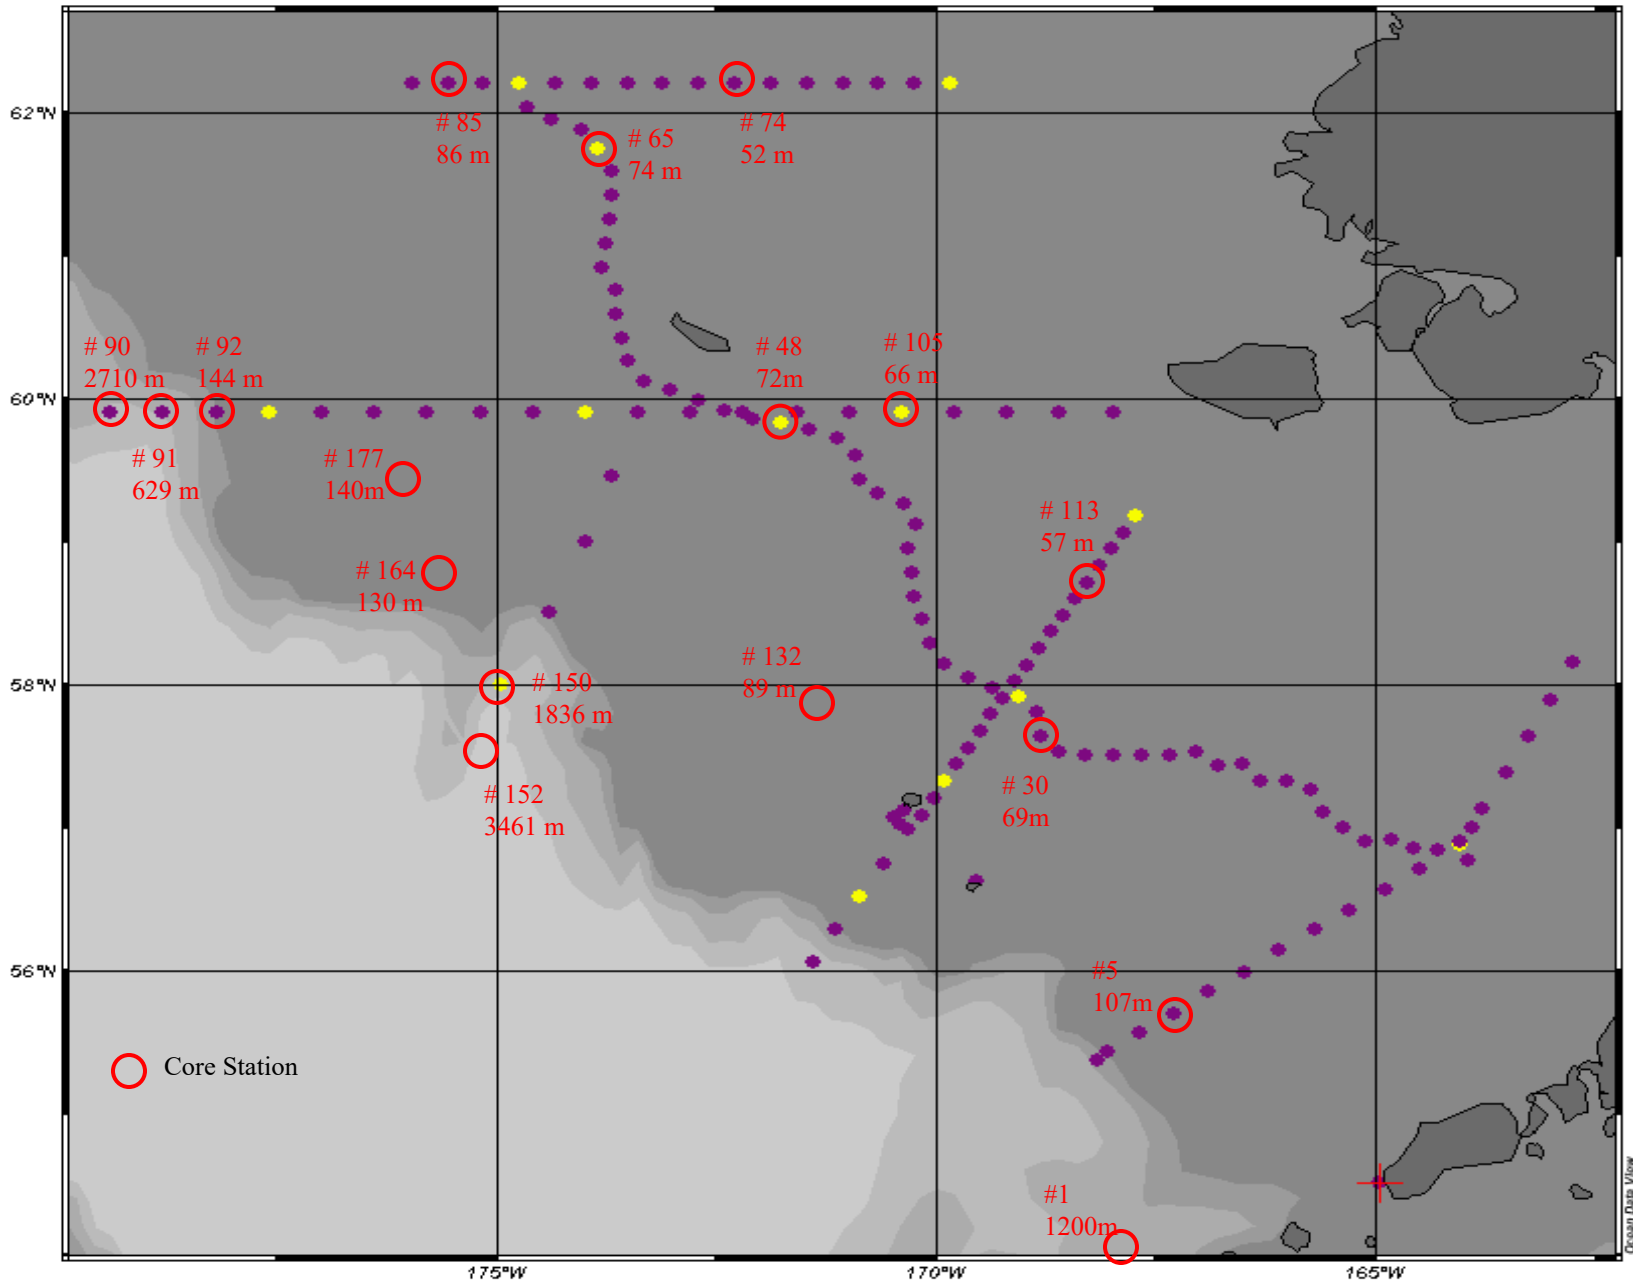 62°N
# 85
86 m
# 65
74 m
# 74
52 m
# 90
2710 m
# 92
144 m
# 48
72m
# 105
66 m
60°N
# 91
629 m
# 177
140m
# 113
57 m
# 164
130 m
# 132
89 m
58°N
# 150
1836 m
# 152
3461 m
# 30
69m
56°N
#5
107m
Core Station
#1
1200m
175°W
170°W
165°W
Ocean Data View